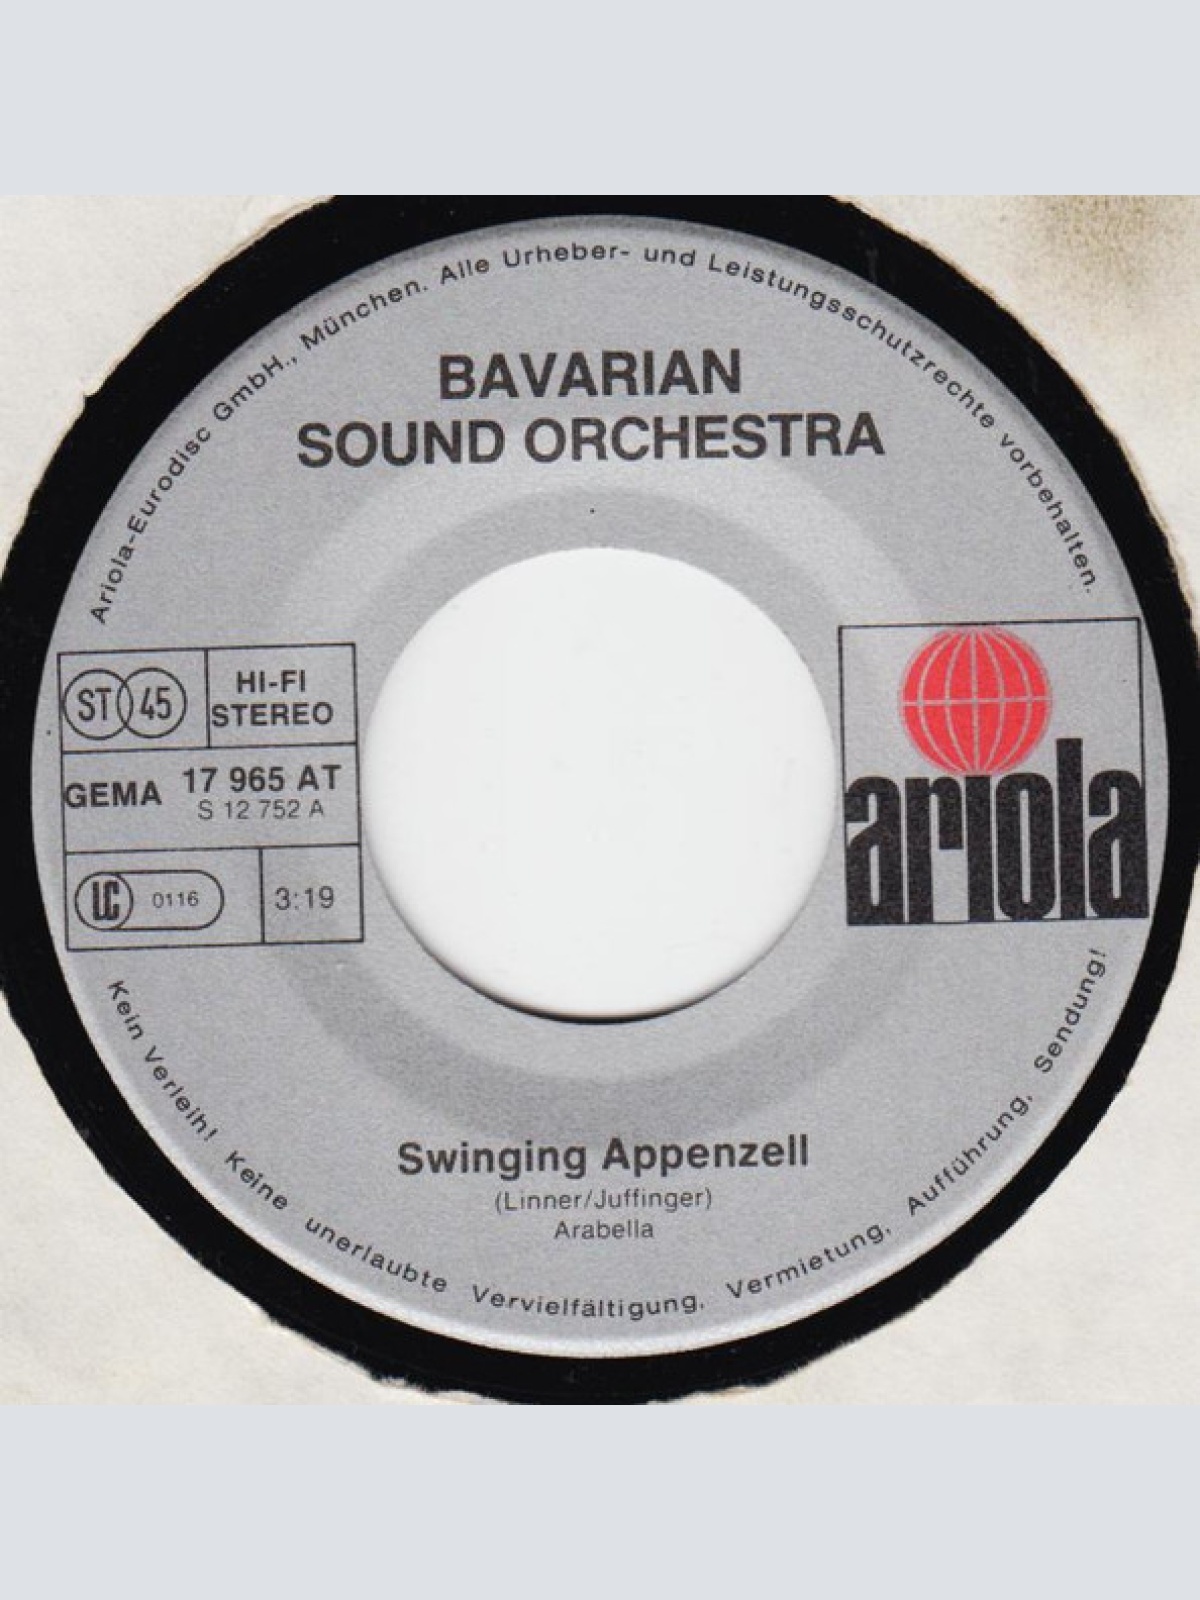 Ariola-Eurodisc GmbH., München. Alle Urheber- und Leistungsschutzrechte vorbehalten.
BAVARIAN
SOUND ORCHESTRA
ST 45
HI-FI
STEREO
GEMA 17 965 AT
S 12 752 A
LC 0116
3:19
ariola
Swinging Appenzell
(Linner/Juffinger)
Arabella
Kein Verleih! Keine unerlaubte Vervielfältigung, Vermietung, Aufführung, Sendung!